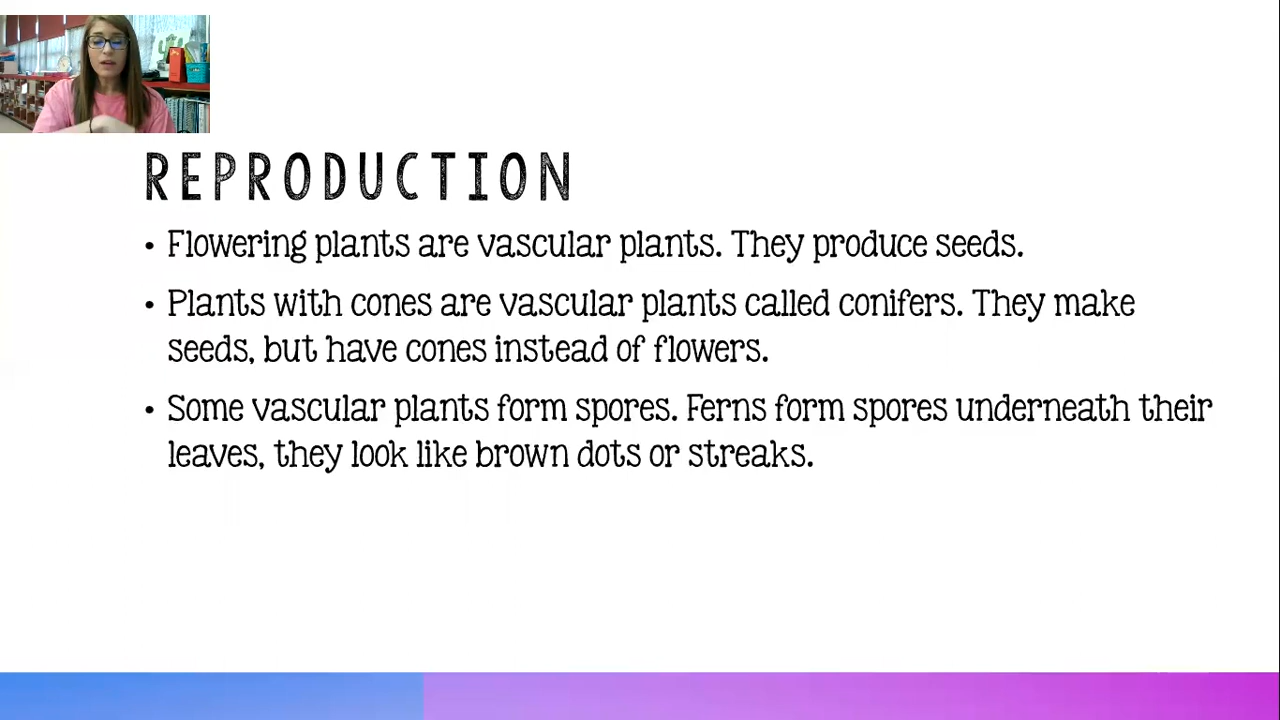 REPRODUCTION
• Flowering plants are vascular plants. They produce seeds.
• Plants with cones are vascular plants called conifers. They make
seeds, but have cones instead of flowers.
• Some vascular plants form spores. Ferns form spores underneath their
leaves, they look like brown dots or streaks.